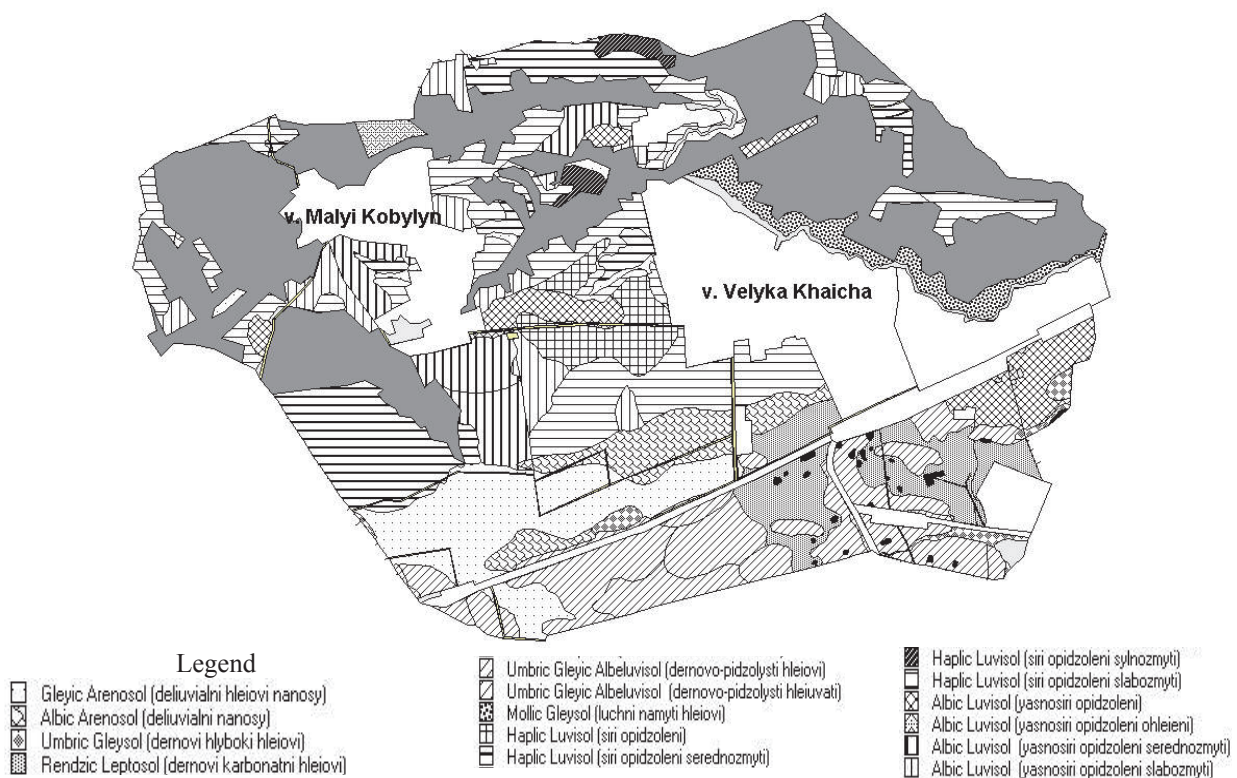 v. Malyi Kobylyn
v. Velyka Khaicha
Legend
Gleyic Arenosol (deliuvialni hleiovi nanosy)
Albic Arenosol (deliuvialni nanosy)
Umbric Gleysol (dernovi hlyboki hleiovi)
Rendzic Leptosol (dernovi karbonatni hleiovi)
Umbric Gleyic Albeluvisol (dernovo-pidzolysti hleiovi)
Umbric Gleyic Albeluvisol (dernovo-pidzolysti hleiuvati)
Mollic Gleysol (luchni namyti hleiovi)
Haplic Luvisol (siri opidzoleni)
Haplic Luvisol (siri opidzoleni serednozmyti)
Haplic Luvisol (siri opidzoleni sylnozmyti)
Haplic Luvisol (siri opidzoleni slabozmyti)
Albic Luvisol (yasnosiri opidzoleni)
Albic Luvisol (yasnosiri opidzoleni ohleieni)
Albic Luvisol (yasnosiri opidzoleni serednozmyti)
Albic Luvisol (yasnosiri opidzoleni slabozmyti)